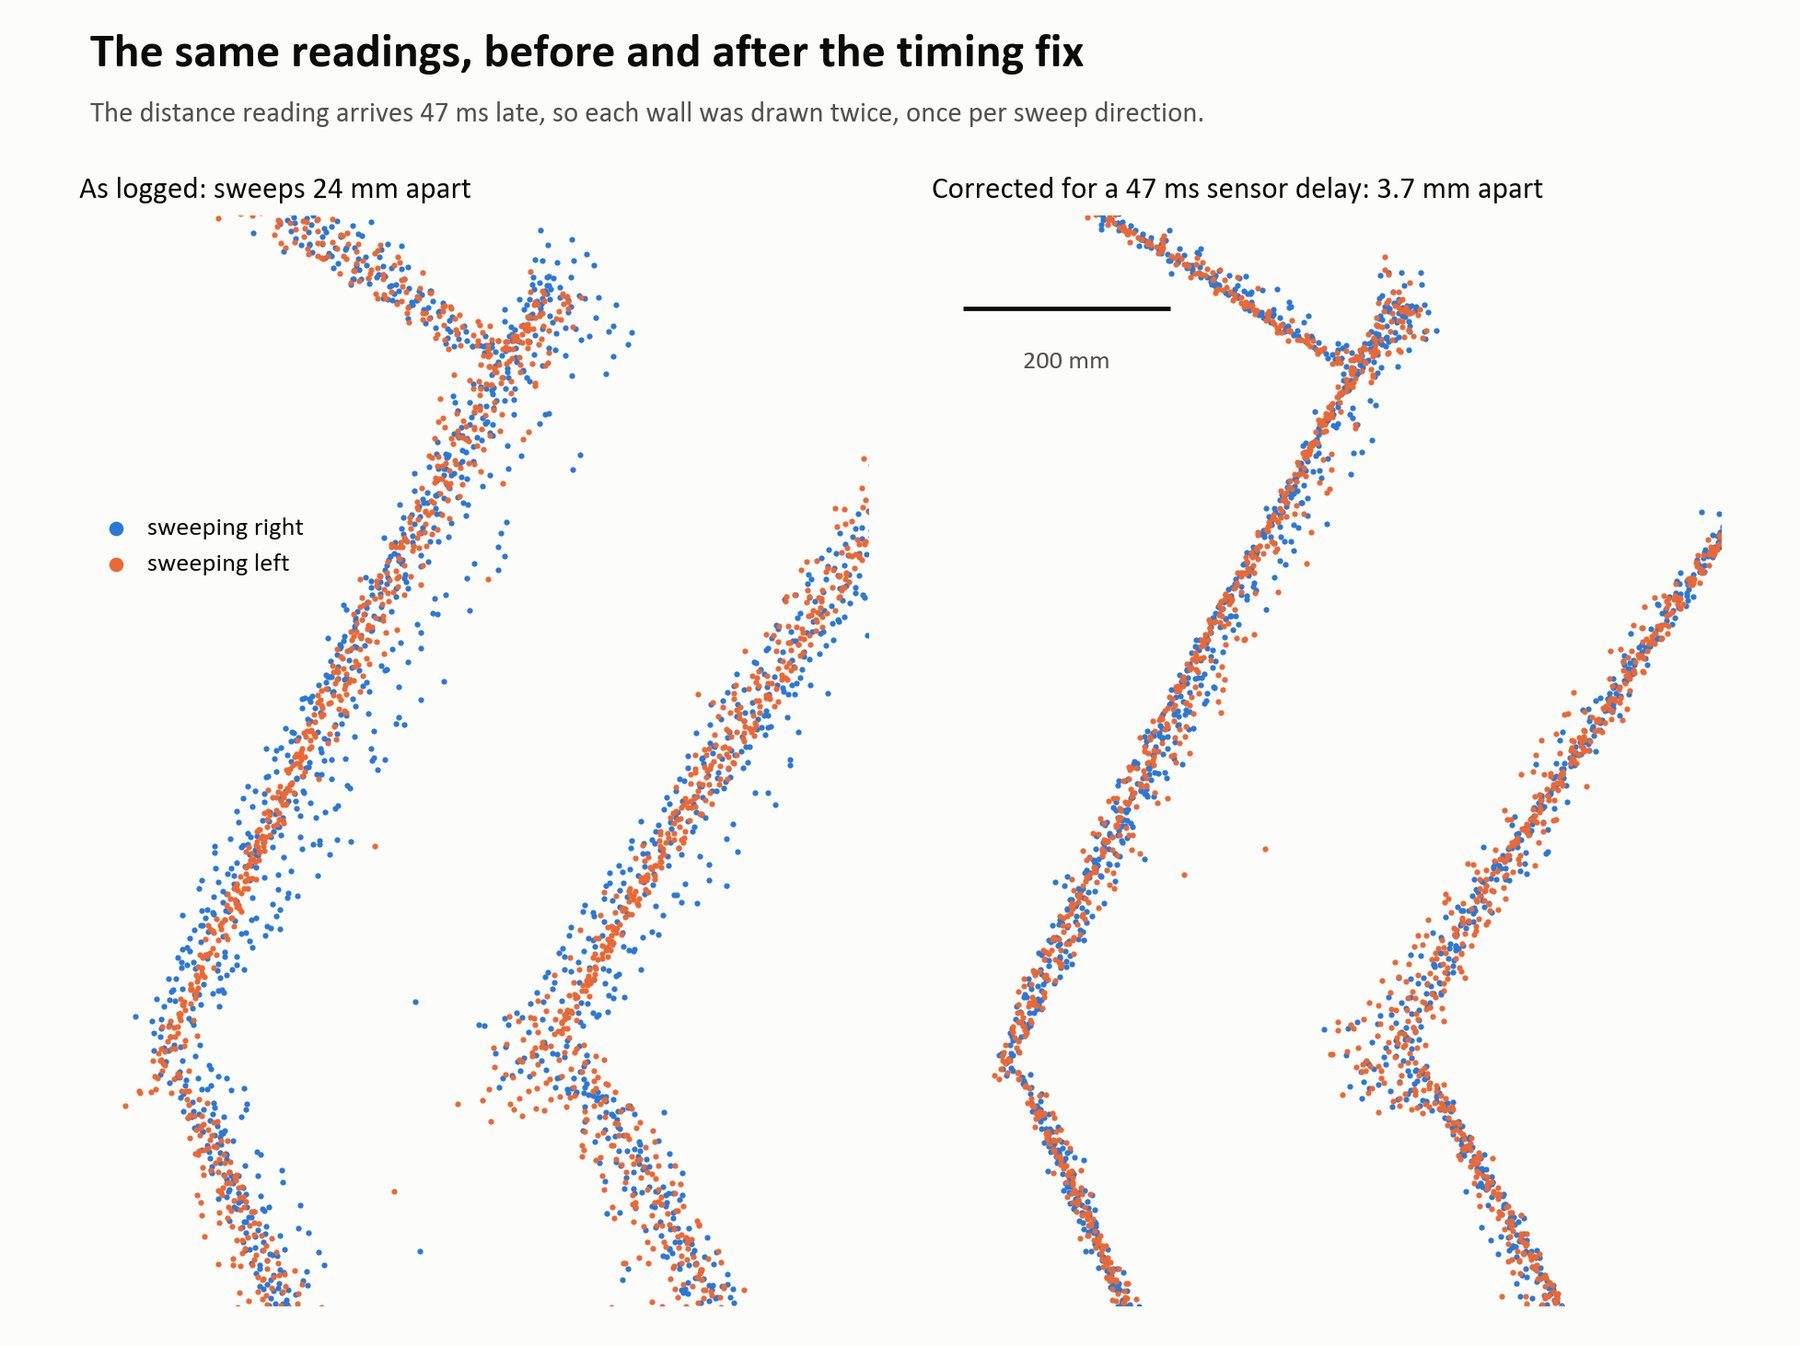 The same readings, before and after the timing fix
The distance reading arrives 47 ms late, so each wall was drawn twice, once per sweep direction.
As logged: sweeps 24 mm apart
sweeping right
sweeping left
Corrected for a 47 ms sensor delay: 3.7 mm apart
200 mm